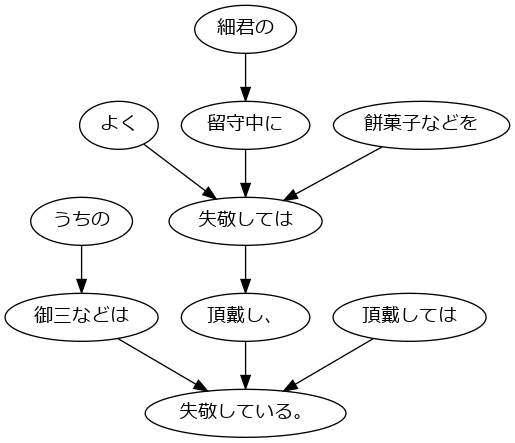 細君の
よく
留守中に
餅菓子などを
うちの
失敬しては
御三などは
頂戴し、
頂戴しては
失敬している。